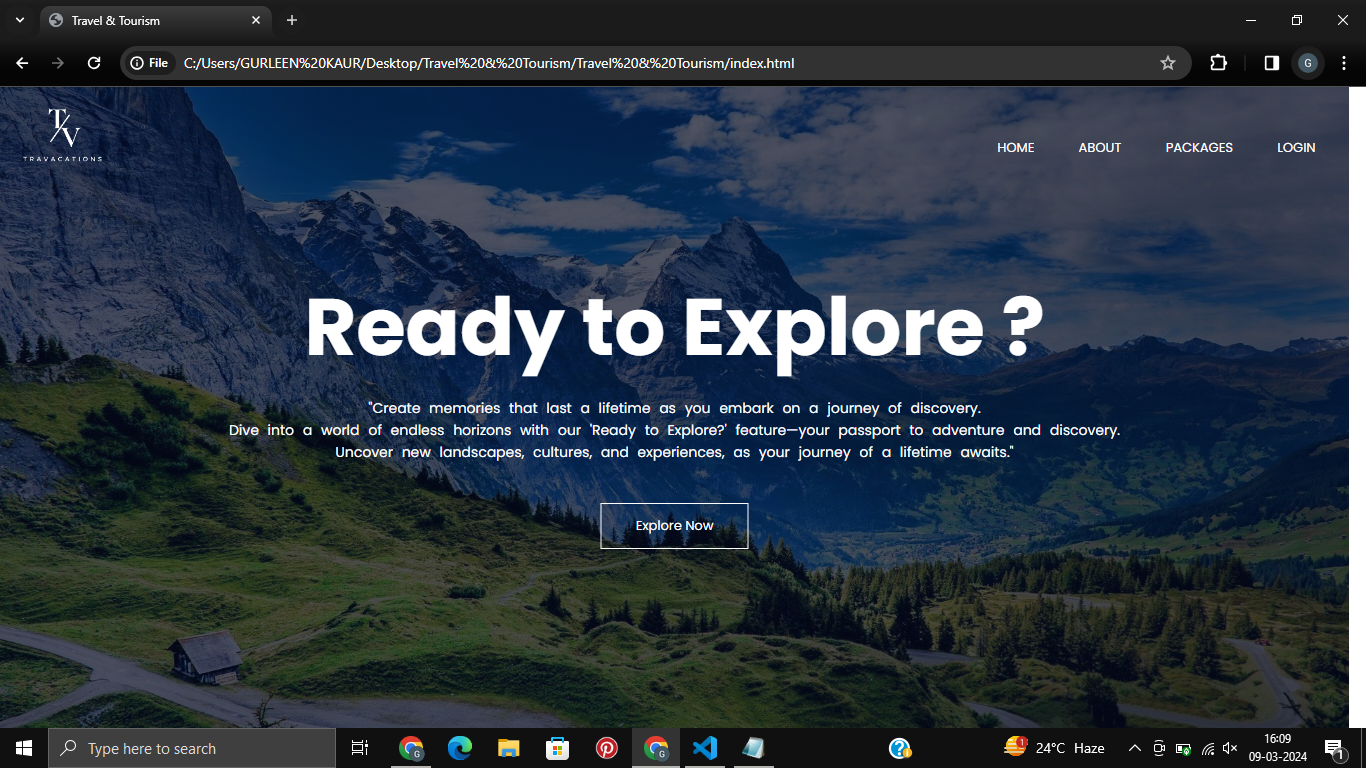 Travel & Tourism
File
C:/Users/GURLEEN%20KAUR/Desktop/Travel%20&%20Tourism/Travel%20&%20Tourism/index.html
G
TV
TRAVACATIONS
HOME ABOUT PACKAGES LOGIN
Ready to Explore ?
"Create memories that last a lifetime as you embark on a journey of discovery.
Dive into a world of endless horizons with our 'Ready to Explore?' feature—your passport to adventure and discovery.
Uncover new landscapes, cultures, and experiences, as your journey of a lifetime awaits."
Explore Now
Type here to search
G
G
1
24°C Haze
16:09
09-03-2024
1